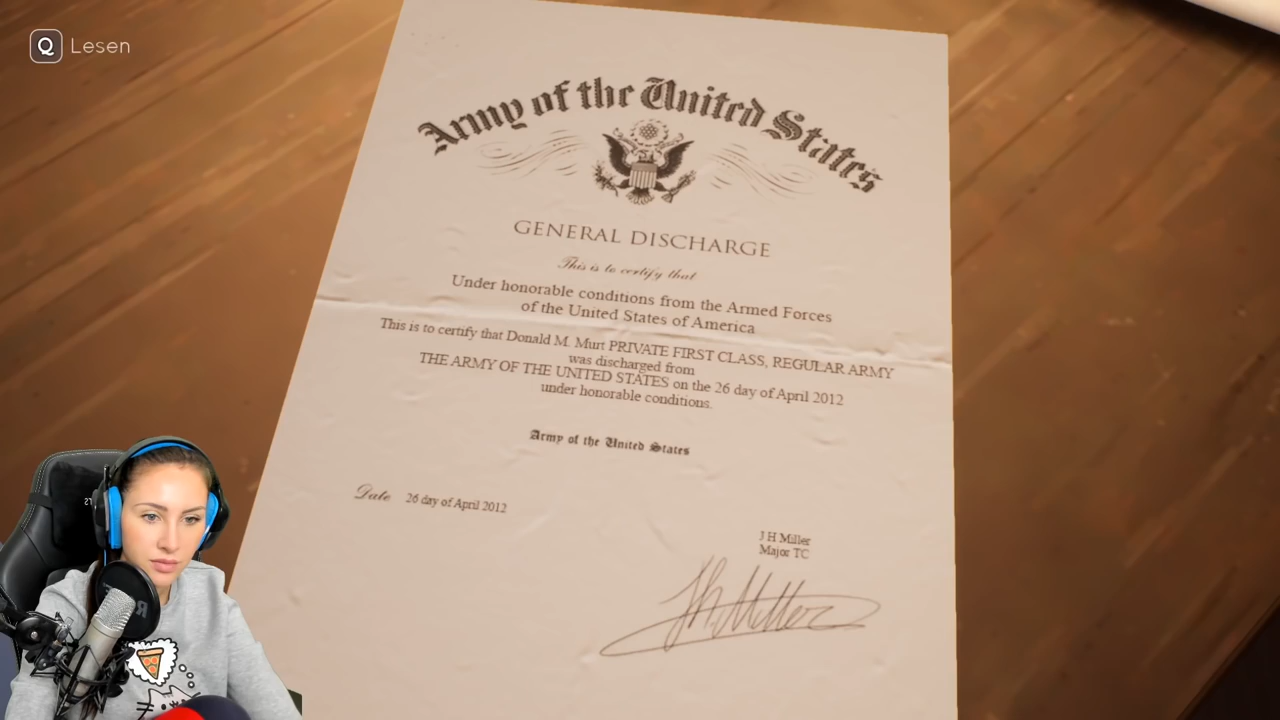 Q Lesen
Army of the United States
GENERAL DISCHARGE
This is to certify that
Under honorable conditions from the Armed Forces
of the United States of America
This is to certify that Donald M. Murt PRIVATE FIRST CLASS, REGULAR ARMY
was discharged from
THE ARMY OF THE UNITED STATES on the 26 day of April 2012
under honorable conditions.
Army of the United States
Date 26 day of April 2012
J H Miller
Major TC
J h. Miller